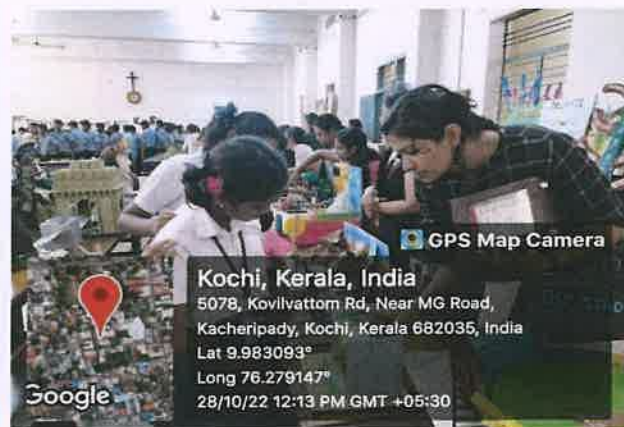 GPS Map Camera
Kochi, Kerala, India
5078, Kovilvattom Rd, Near MG Road,
Kacheripady, Kochi, Kerala 682035, India
Lat 9.983093°
Long 76.279147°
28/10/22 12:13 PM GMT +05:30
Google